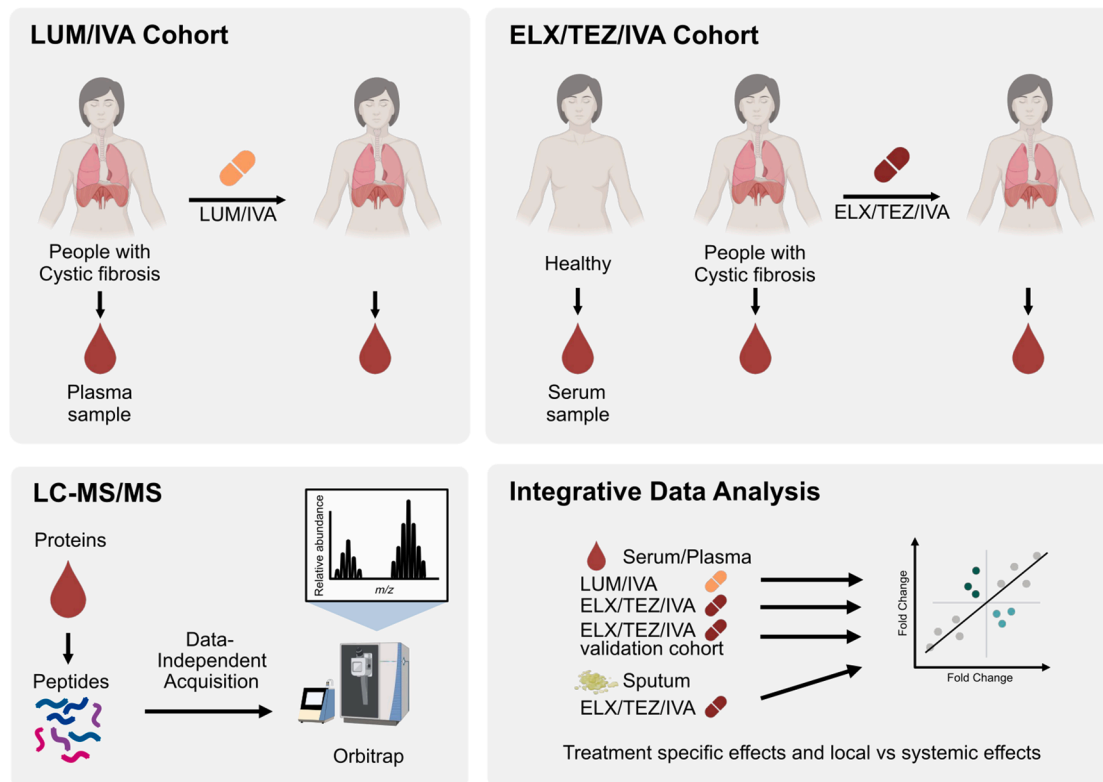 LUM/IVA Cohort
LUM/IVA
People with
Cystic fibrosis
Plasma
sample
ELX/TEZ/IVA Cohort
ELX/TEZ/IVA
Healthy
People with
Cystic fibrosis
Serum
sample
LC-MS/MS
Proteins
Peptides
Data-
Independent
Acquisition
Relative abundance
m/z
Orbitrap
Integrative Data Analysis
Serum/Plasma
LUM/IVA
ELX/TEZ/IVA
ELX/TEZ/IVA
validation cohort
Sputum
ELX/TEZ/IVA
Fold Change
Fold Change
Treatment specific effects and local vs systemic effects